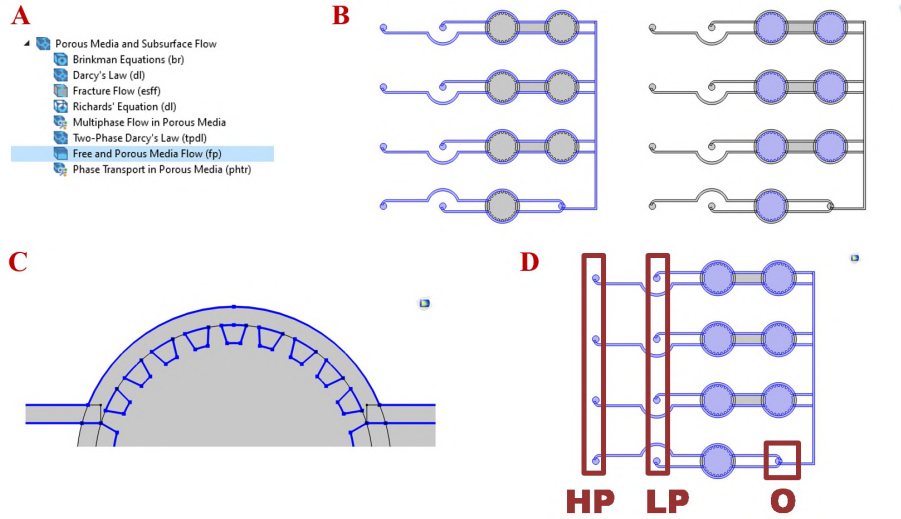 A
B
Porous Media and Subsurface Flow
Brinkman Equations (br)
Darcy's Law (dl)
Fracture Flow (esff)
Richards' Equation (dl)
Multiphase Flow in Porous Media
Two-Phase Darcy's Law (tpdl)
Free and Porous Media Flow (fp)
Phase Transport in Porous Media (phtr)
C
D
HP LP O